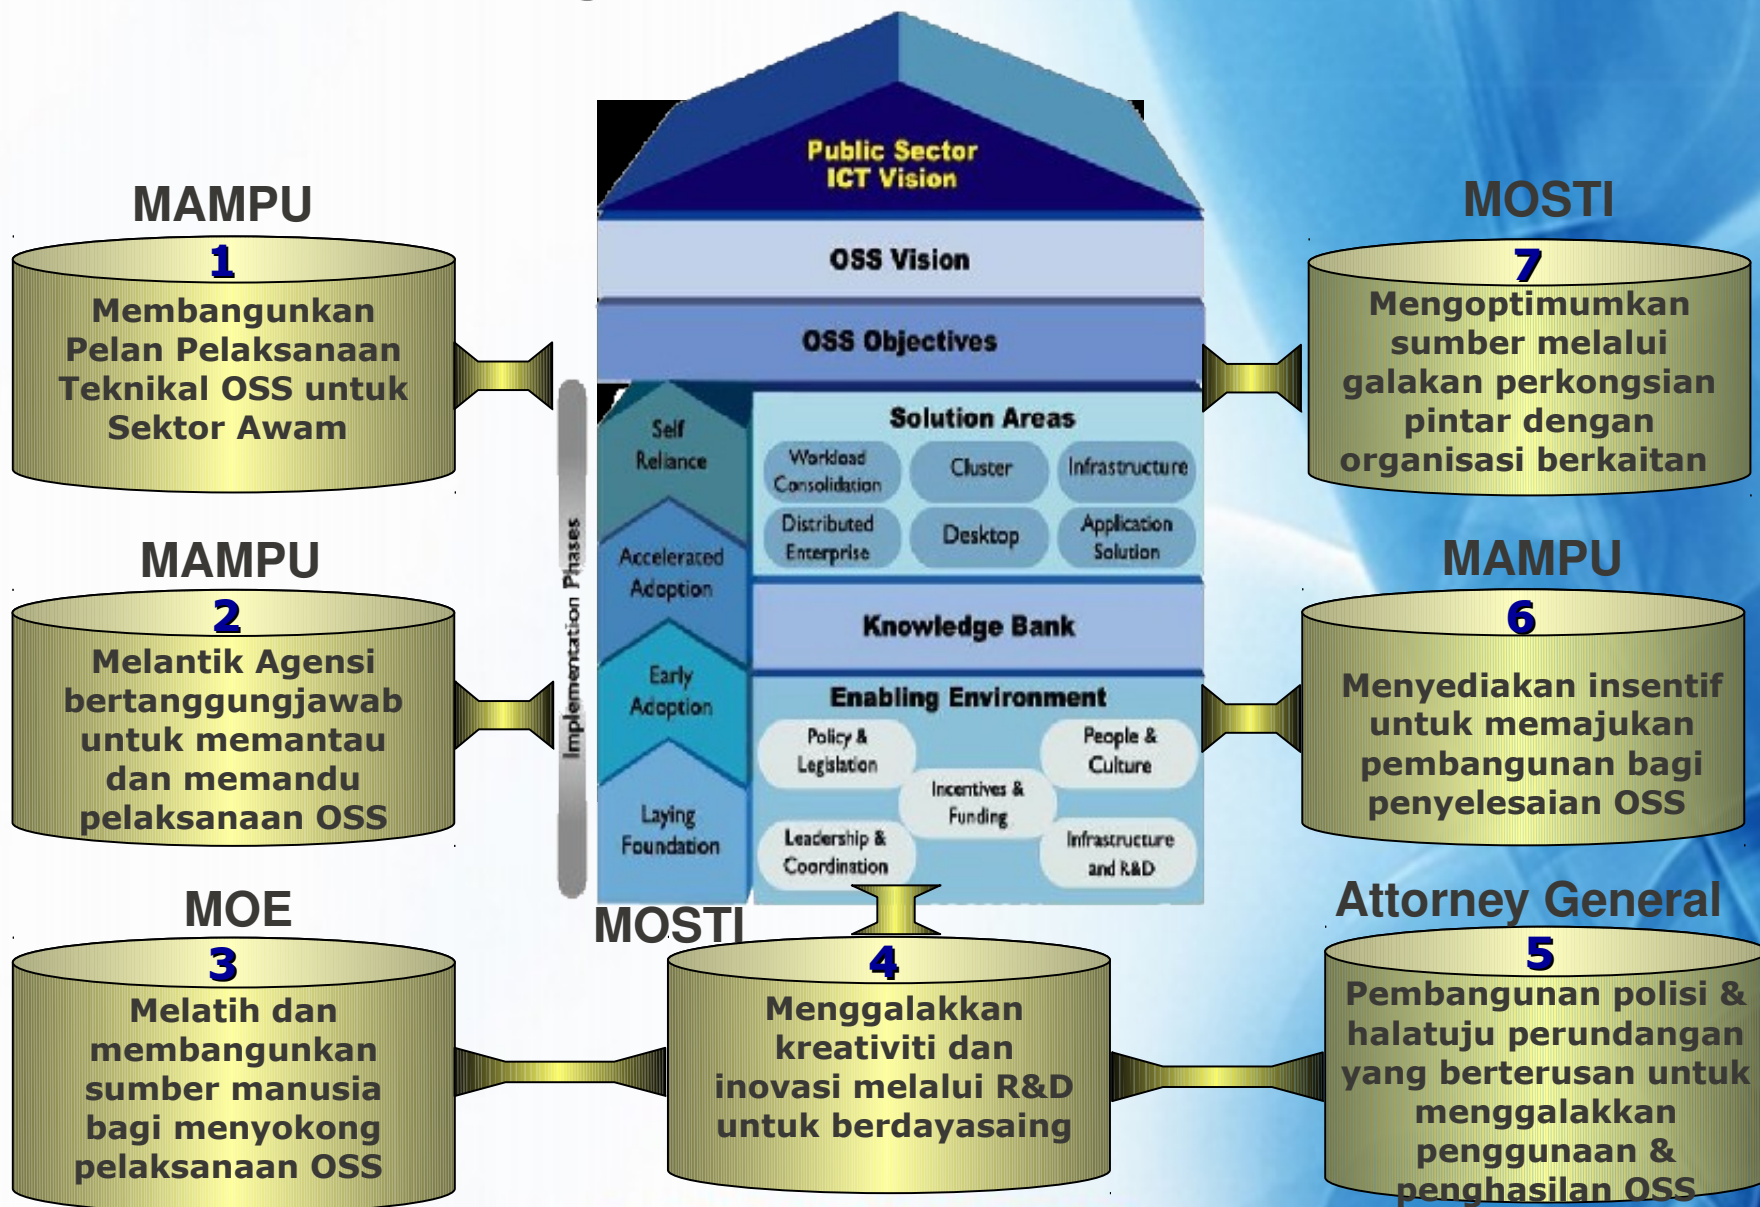 Public Sector
ICT Vision
OSS Vision
OSS Objectives
Implementation Phases
Self
Reliance
Accelerated
Adoption
Early
Adoption
Laying
Foundation
Solution Areas
Workload
Consolidation
Cluster
Infrastructure
Distributed
Enterprise
Desktop
Application
Solution
Knowledge Bank
Enabling Environment
Policy &
Legislation
People &
Culture
Incentives &
Funding
Leadership &
Coordination
Infrastructure
and R&D
MAMPU
1
Membangunkan
Pelan Pelaksanaan
Teknikal OSS untuk
Sektor Awam
MAMPU
2
Melantik Agensi
bertanggungjawab
untuk memantau
dan memandu
pelaksanaan OSS
MOE
3
Melatih dan
membangunkan
sumber manusia
bagi menyokong
pelaksanaan OSS
MOSTI
4
Menggalakkan
kreativiti dan
inovasi melalui R&D
untuk berdayasaing
Attorney General
5
Pembangunan polisi &
halatuju perundangan
yang berterusan untuk
menggalakkan
penggunaan &
penghasilan OSS
MAMPU
6
Menyediakan insentif
untuk memajukan
pembangunan bagi
penyelesaian OSS
MOSTI
7
Mengoptimumkan
sumber melalui
galakan perkongsian
pintar dengan
organisasi berkaitan